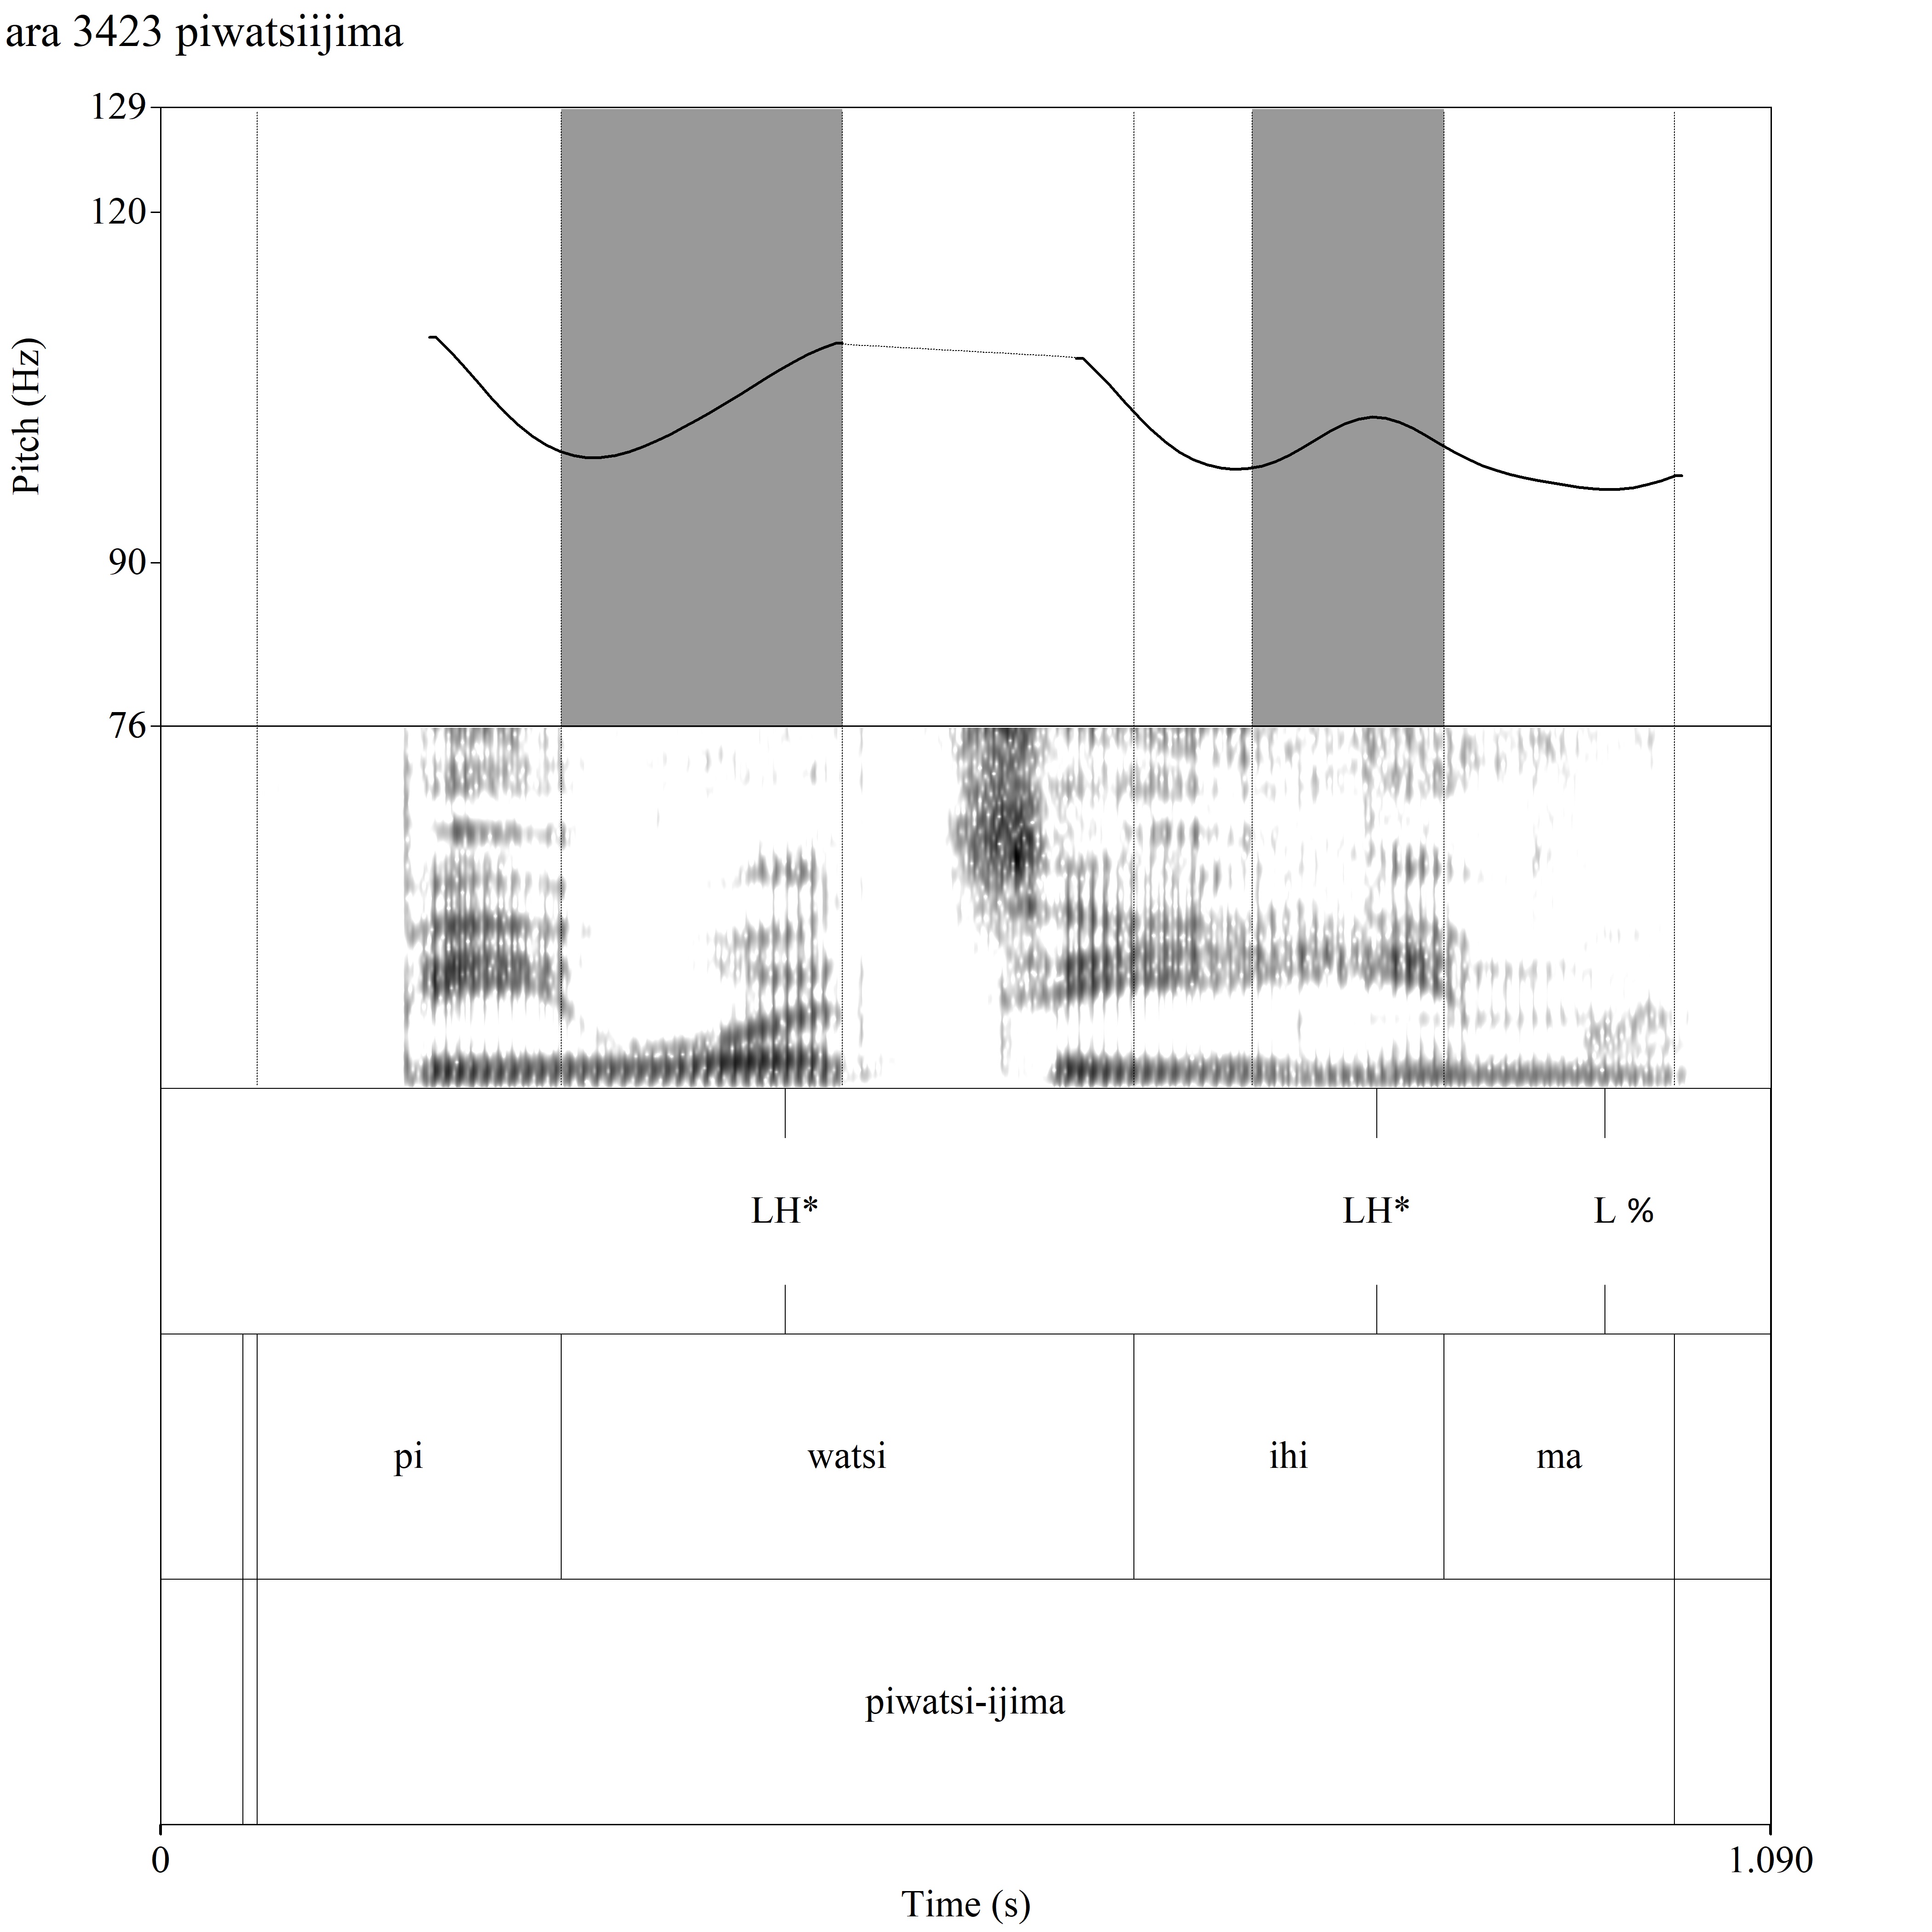 ara 3423 piwatsiijima
129
120
Pitch (Hz)
90
76
LH* LH* L %
pi watsi ihi ma
piwatsi-ijima
0 1.090
Time (s)